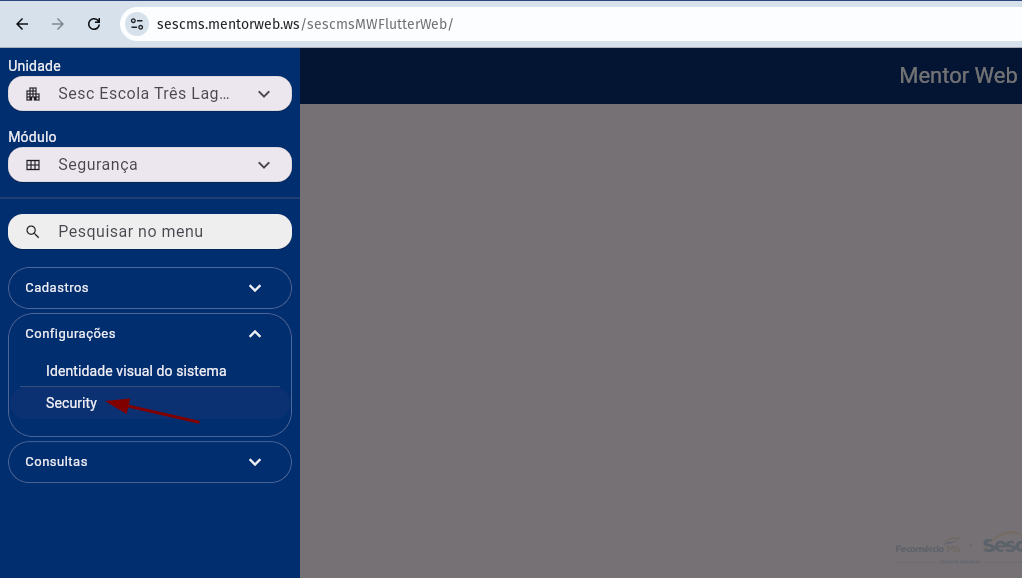 sescms.mentorweb.ws/sescmsMWFlutterWeb/
Unidade
Sesc Escola Três Lag...
Mentor Web
Módulo
Segurança
Pesquisar no menu
Cadastros
Configurações
Identidade visual do sistema
Security
Consultas
Fecomércio MS
Sesc